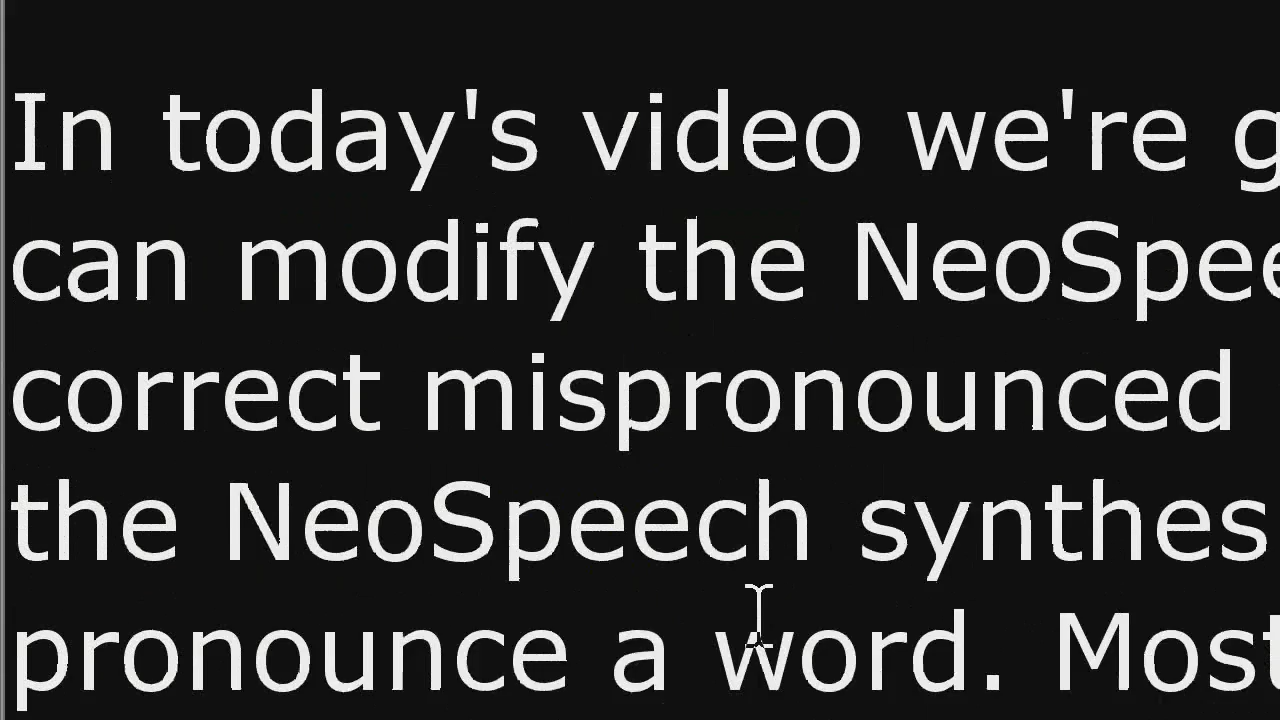 In today's video we're g
can modify the NeoSpee
correct mispronounced
the NeoSpeech synthes
pronounce a word. Most